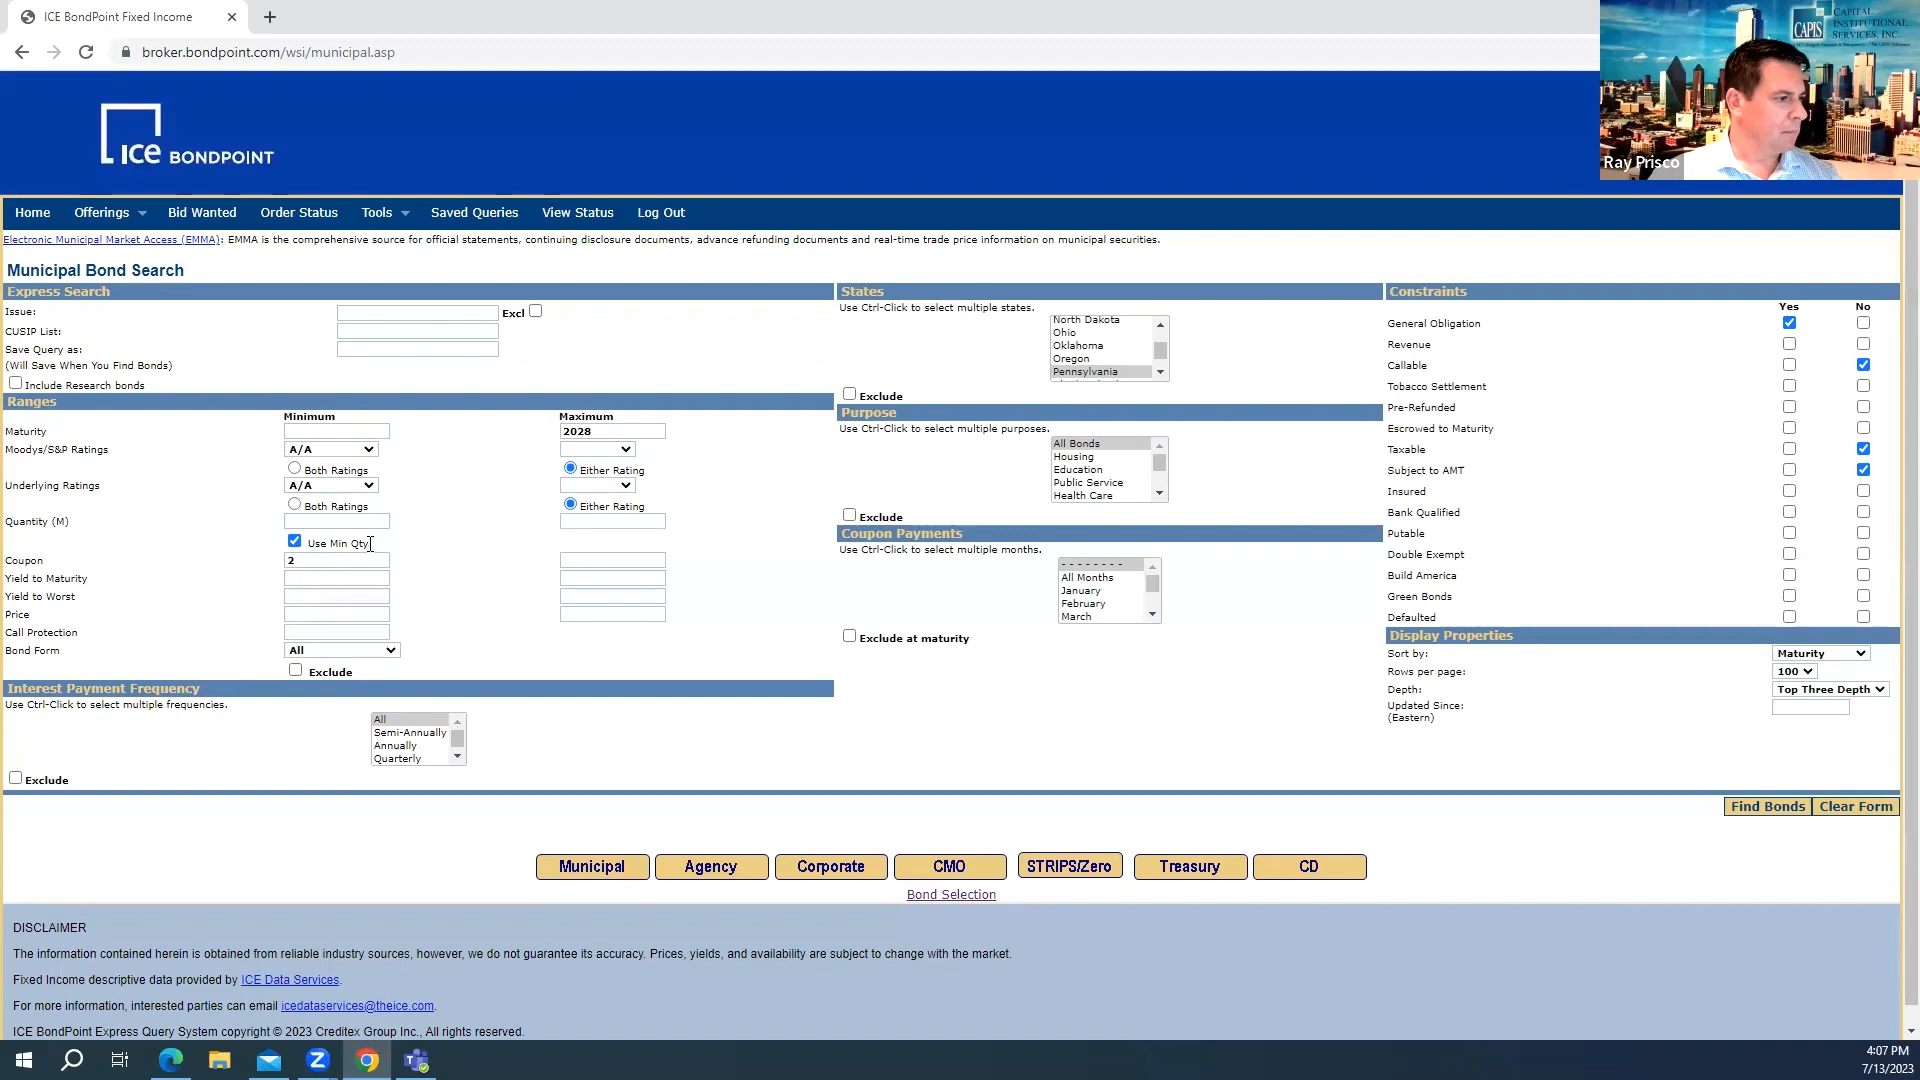 ICE BondPoint Fixed Income
broker.bondpoint.com/wsi/municipal.asp
CAPIS
CAPITAL
INSTITUTIONAL
SERVICES, INC.
Ray Prisco
ice BONDPOINT
Home Offerings Bid Wanted Order Status Tools Saved Queries View Status Log Out
Electronic Municipal Market Access (EMMA): EMMA is the comprehensive source for official statements, continuing disclosure documents, advance refunding documents and real-time trade price information on municipal securities.
Municipal Bond Search
Express Search
Issue: Excl
CUSIP List:
Save Query as:
(Will Save When You Find Bonds)
Include Research bonds
Ranges
Minimum Maximum
Maturity 2028
Moodys/S&P Ratings A/A
Both Ratings Either Rating
Underlying Ratings A/A
Both Ratings Either Rating
Quantity (M)
Use Min Qty
Coupon 2
Yield to Maturity
Yield to Worst
Price
Call Protection
Bond Form All
Exclude
Interest Payment Frequency
Use Ctrl-Click to select multiple frequencies.
All
Semi-Annually
Annually
Quarterly
Exclude
States
Use Ctrl-Click to select multiple states.
North Dakota
Ohio
Oklahoma
Oregon
Pennsylvania
Exclude
Purpose
Use Ctrl-Click to select multiple purposes.
All Bonds
Housing
Education
Public Service
Health Care
Exclude
Coupon Payments
Use Ctrl-Click to select multiple months.
- - - - - - - -
All Months
January
February
March
Exclude at maturity
Constraints
Yes No
General Obligation
Revenue
Callable
Tobacco Settlement
Pre-Refunded
Escrowed to Maturity
Taxable
Subject to AMT
Insured
Bank Qualified
Putable
Double Exempt
Build America
Green Bonds
Defaulted
Display Properties
Sort by: Maturity
Rows per page: 100
Depth: Top Three Depth
Updated Since:
(Eastern)
Find Bonds Clear Form
Municipal Agency Corporate CMO STRIPS/Zero Treasury CD
Bond Selection
DISCLAIMER
The information contained herein is obtained from reliable industry sources, however, we do not guarantee its accuracy. Prices, yields, and availability are subject to change with the market.
Fixed Income descriptive data provided by ICE Data Services.
For more information, interested parties can email icedataservices@theice.com.
ICE BondPoint Express Query System copyright © 2023 Creditex Group Inc., All rights reserved.
4:07 PM
7/13/2023